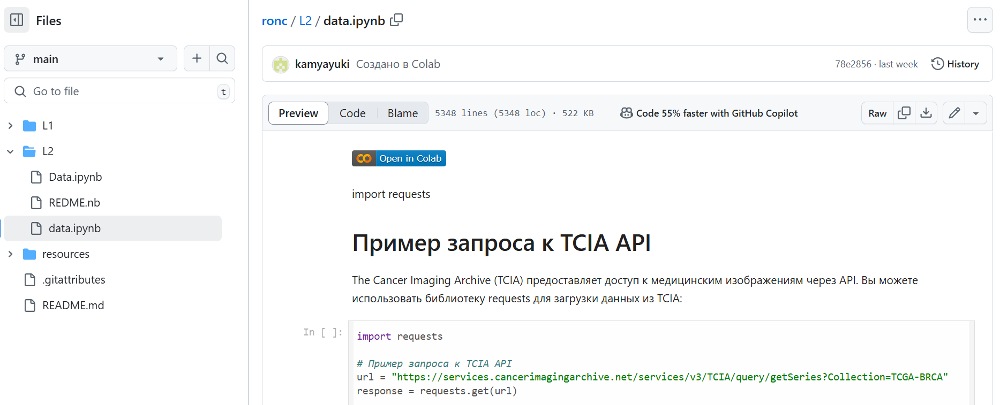 Files
main
Go to file
t
L1
L2
Data.ipynb
REDME.nb
data.ipynb
resources
.gitattributes
README.md
ronc / L2 / data.ipynb
kamyayuki Создано в Colab
78e2856 · last week
History
Preview
Code
Blame
5348 lines (5348 loc) · 522 KB
Code 55% faster with GitHub Copilot
Raw
Open in Colab
import requests
Пример запроса к TCIA API
The Cancer Imaging Archive (TCIA) предоставляет доступ к медицинским изображениям через API. Вы можете
использовать библиотеку requests для загрузки данных из TCIA:
In [ ]:
import requests
# Пример запроса к TCIA API
url = "https://services.cancerimagingarchive.net/services/v3/TCIA/query/getSeries?Collection=TCGA-BRCA"
response = requests.get(url)